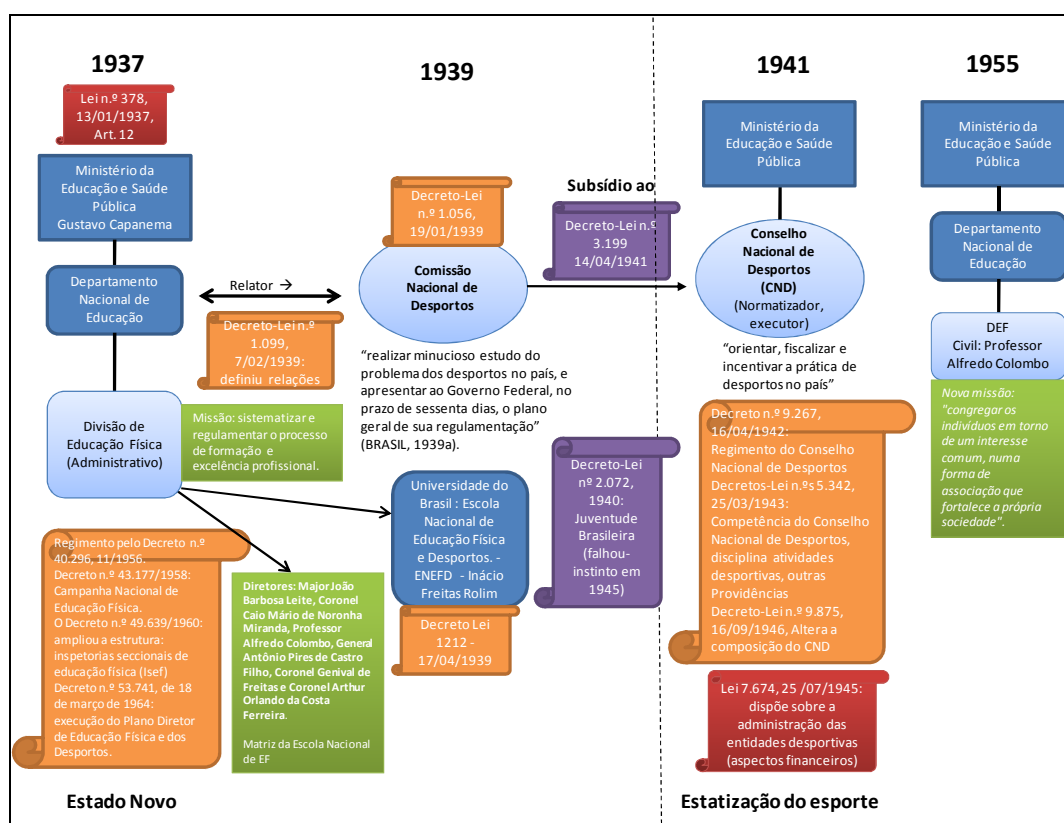 1937
1939
1941
1955
Lei n.º 378,
13/01/1937,
Art. 12
Ministério da
Educação e Saúde
Pública
Gustavo Capanema
Departamento
Nacional de
Educação
Divisão de
Educação Física
(Administrativo)
Missão: sistematizar e
regulamentar o processo
de formação e
excelência profissional.
Relator →
Decreto-Lei n.º
1.099,
7/02/1939:
definiu relações
Regimento pelo Decreto n.º
40.296, 11/1956.
Decreto n.º 43.177/1958:
Campanha Nacional de
Educação Física.
O Decreto n.º 49.639/1960:
ampliou a estrutura:
inspetorias seccionais de
educação física (Isef)
Decreto n.º 53.741, de 18
de março de 1964:
execução do Plano Diretor
de Educação Física e dos
Desportos.
Diretores: Major João
Barbosa Leite, Coronel
Caio Mário de Noronha
Miranda, Professor
Alfredo Colombo, General
Antônio Pires de Castro
Filho, Coronel Genival de
Freitas e Coronel Arthur
Orlando da Costa
Ferreira.
Matriz da Escola Nacional
de EF
Decreto-Lei
n.º 1.056,
19/01/1939
Comissão
Nacional de
Desportos
“realizar minucioso estudo do
problema dos desportos no país, e
apresentar ao Governo Federal, no
prazo de sessenta dias, o plano
geral de sua regulamentação”
(BRASIL, 1939a).
Universidade do
Brasil : Escola
Nacional de
Educação Física
e Desportos. -
ENEFD - Inácio
Freitas Rolim
Decreto Lei
1212 -
17/04/1939
Subsídio ao
Decreto-Lei n.º
3.199
14/04/1941
Decreto-Lei
nº 2.072,
1940:
Juventude
Brasileira
(falhou-
instinto em
1945)
Ministério da
Educação e Saúde
Pública
Conselho
Nacional de
Desportos
(CND)
(Normatizador,
executor)
“orientar, fiscalizar e
incentivar a prática de
desportos no país”
Decreto n.º 9.267,
16/04/1942:
Regimento do Conselho
Nacional de Desportos
Decretos-Lei n.ºs 5.342,
25/03/1943:
Competência do Conselho
Nacional de Desportos,
disciplina atividades
desportivas, outras
Providências
Decreto-Lei n.º 9.875,
16/09/1946, Altera a
composição do CND
Lei 7.674, 25 /07/1945:
dispõe sobre a
administração das
entidades desportivas
(aspectos financeiros)
Ministério da
Educação e Saúde
Pública
Departamento
Nacional de
Educação
DEF
Civil: Professor
Alfredo Colombo
Nova missão:
"congregar os
indivíduos em torno
de um interesse
comum, numa
forma de
associação que
fortalece a própria
sociedade".
Estado Novo
Estatização do esporte